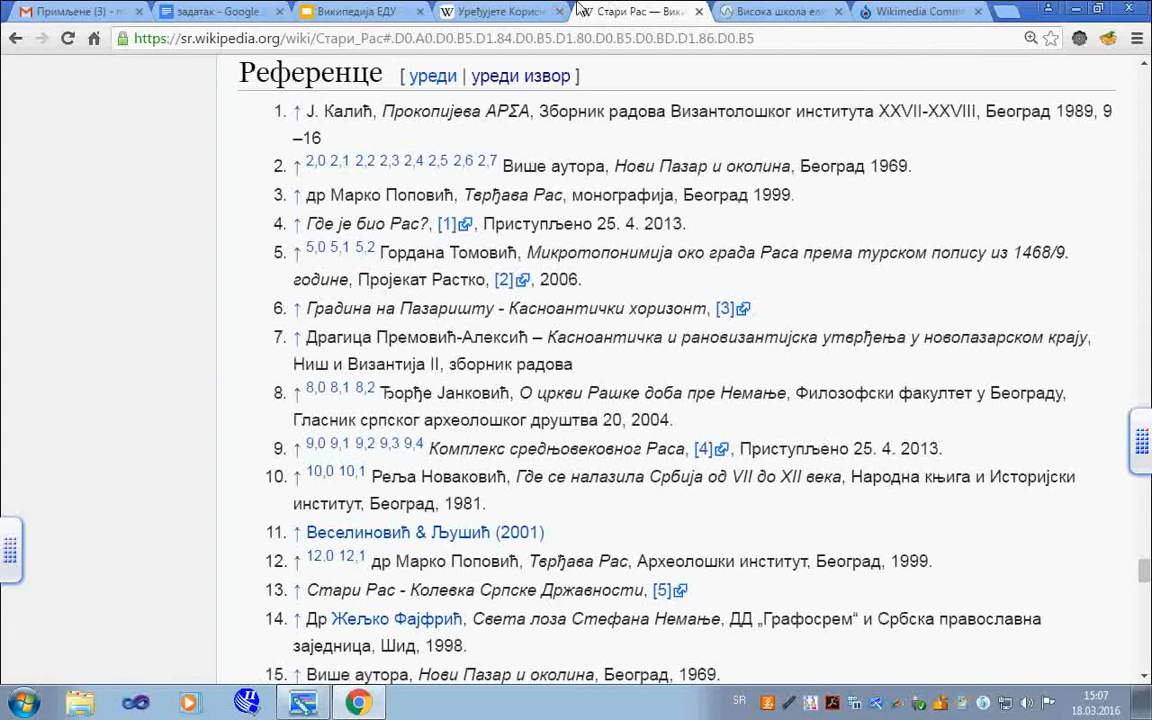 Примљене (3) - n
задатак - Google
Википедија ЕДУ
Уређујете Корисн
Стари Рас — Вики
Висока школа еле
Wikimedia Comm
https://sr.wikipedia.org/wiki/Стари_Рас#.D0.A0.D0.B5.D1.84.D0.B5.D1.80.D0.B5.D0.BD.D1.86.D0.B5
Референце [ уреди | уреди извор ]
1. ↑ Ј. Калић, Прокопијева ΑΡΣΑ, Зборник радова Византолошког института XXVII-XXVIII, Београд 1989, 9
–16
2. ↑ 2,0 2,1 2,2 2,3 2,4 2,5 2,6 2,7 Више аутора, Нови Пазар и околина, Београд 1969.
3. ↑ др Марко Поповић, Тврђава Рас, монографија, Београд 1999.
4. ↑ Где је био Рас?, [1], Приступљено 25. 4. 2013.
5. ↑ 5,0 5,1 5,2 Гордана Томовић, Микротопонимија око града Раса према турском попису из 1468/9.
године, Пројекат Растко, [2], 2006.
6. ↑ Градина на Пазаришту - Касноантички хоризонт, [3]
7. ↑ Драгица Премовић-Алексић – Касноантичка и рановизантијска утврђења у новопазарском крају,
Ниш и Византија II, зборник радова
8. ↑ 8,0 8,1 8,2 Ђорђе Јанковић, О цркви Рашке доба пре Немање, Филозофски факултет у Београду,
Гласник српског археолошког друштва 20, 2004.
9. ↑ 9,0 9,1 9,2 9,3 9,4 Комплекс средњовековног Раса, [4], Приступљено 25. 4. 2013.
10. ↑ 10,0 10,1 Реља Новаковић, Где се налазила Србија од VII до XII века, Народна књига и Историјски
институт, Београд, 1981.
11. ↑ Веселиновић & Љушић (2001)
12. ↑ 12,0 12,1 др Марко Поповић, Тврђава Рас, Археолошки институт, Београд, 1999.
13. ↑ Стари Рас - Колевка Српске Државности, [5]
14. ↑ Др Жељко Фајфрић, Света лоза Стефана Немање, ДД „Графосрем“ и Србска православна
заједница, Шид, 1998.
15. ↑ Више аутора, Нови Пазар и околина, Београд, 1969.
SR
15:07
18.03.2016